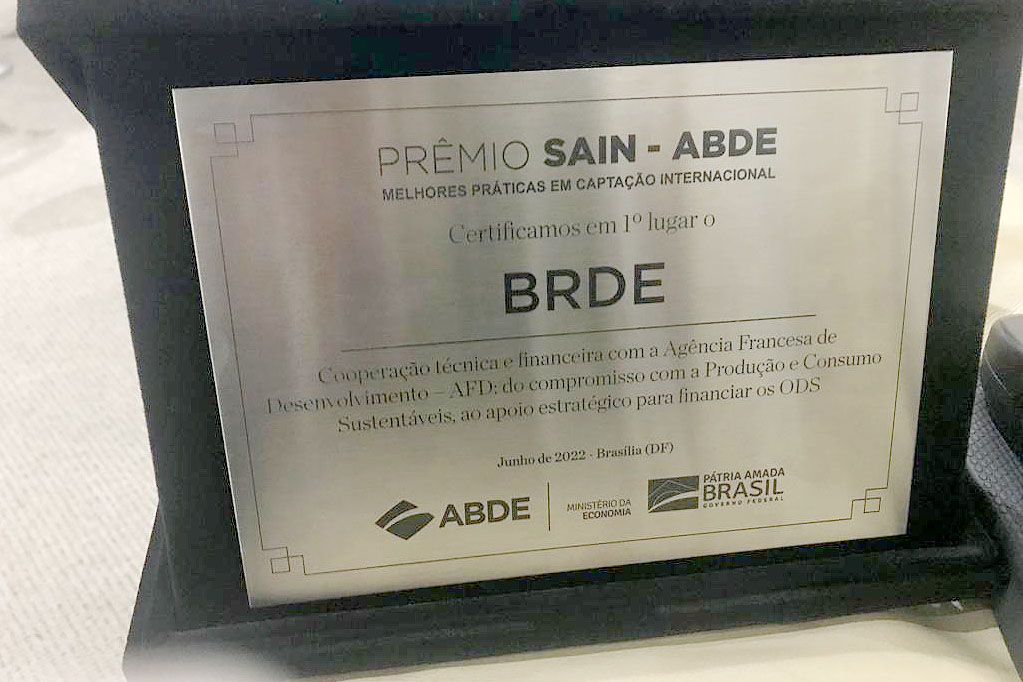 PRÊMIO SAIN - ABDE
MELHORES PRÁTICAS EM CAPTAÇÃO INTERNACIONAL
Certificamos em 1º lugar o
BRDE
Cooperação técnica e financeira com a Agência Francesa de
Desenvolvimento – AFD: do compromisso com a Produção e Consumo
Sustentáveis, ao apoio estratégico para financiar os ODS
Junho de 2022 - Brasília (DF)
ABDE
MINISTÉRIO DA
ECONOMIA
PÁTRIA AMADA
BRASIL
GOVERNO FEDERAL